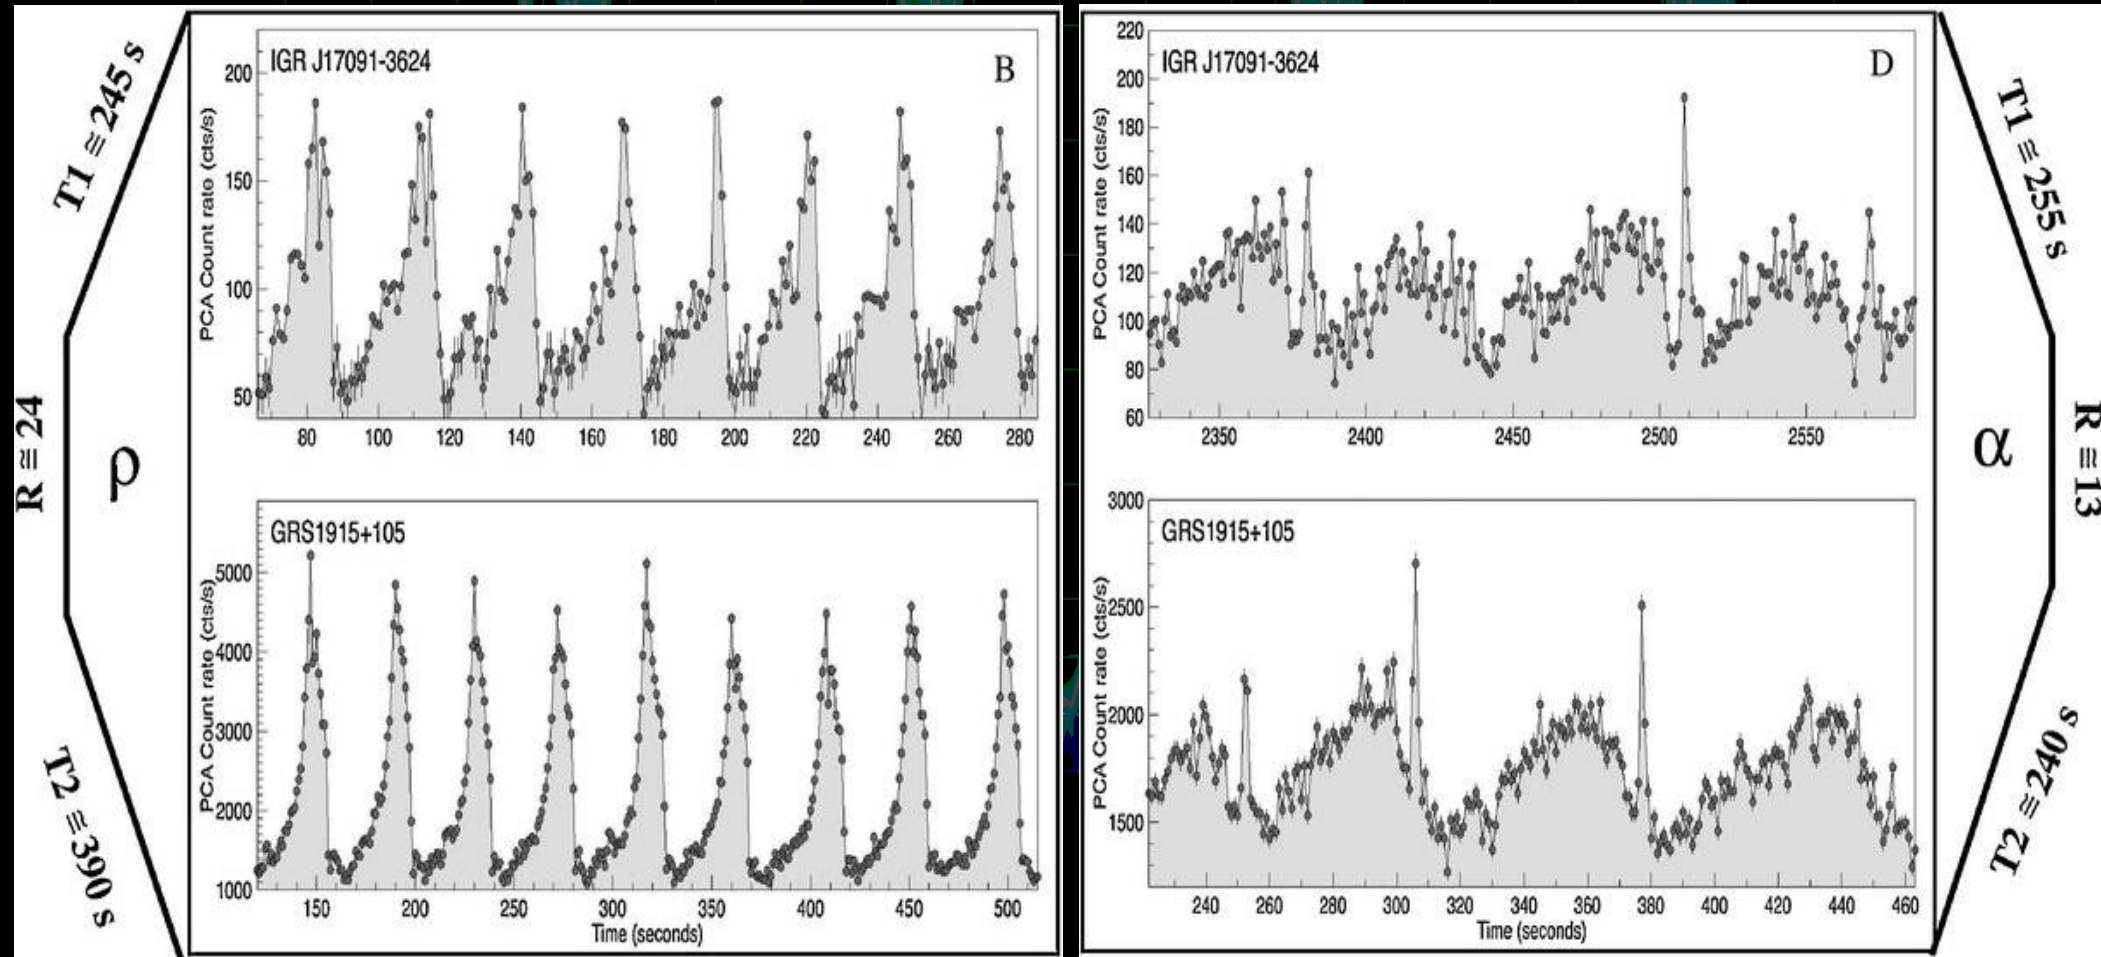 T1 ≅ 245 s
R ≅ 24
ρ
T2 ≅ 390 s
IGR J17091-3624
B
PCA Count rate (cts/s)
200
150
100
50
80 100 120 140 160 180 200 220 240 260 280
GRS1915+105
PCA Count rate (cts/s)
5000
4000
3000
2000
1000
150 200 250 300 350 400 450 500
Time (seconds)
IGR J17091-3624
D
PCA Count rate (cts/s)
220
200
180
160
140
120
100
80
60
2350 2400 2450 2500 2550
GRS1915+105
PCA Count rate (cts/s)
3000
2500
2000
1500
240 260 280 300 320 340 360 380 400 420 440 460
Time (seconds)
T1 ≅ 255 s
R ≅ 13
α
T2 ≅ 240 s